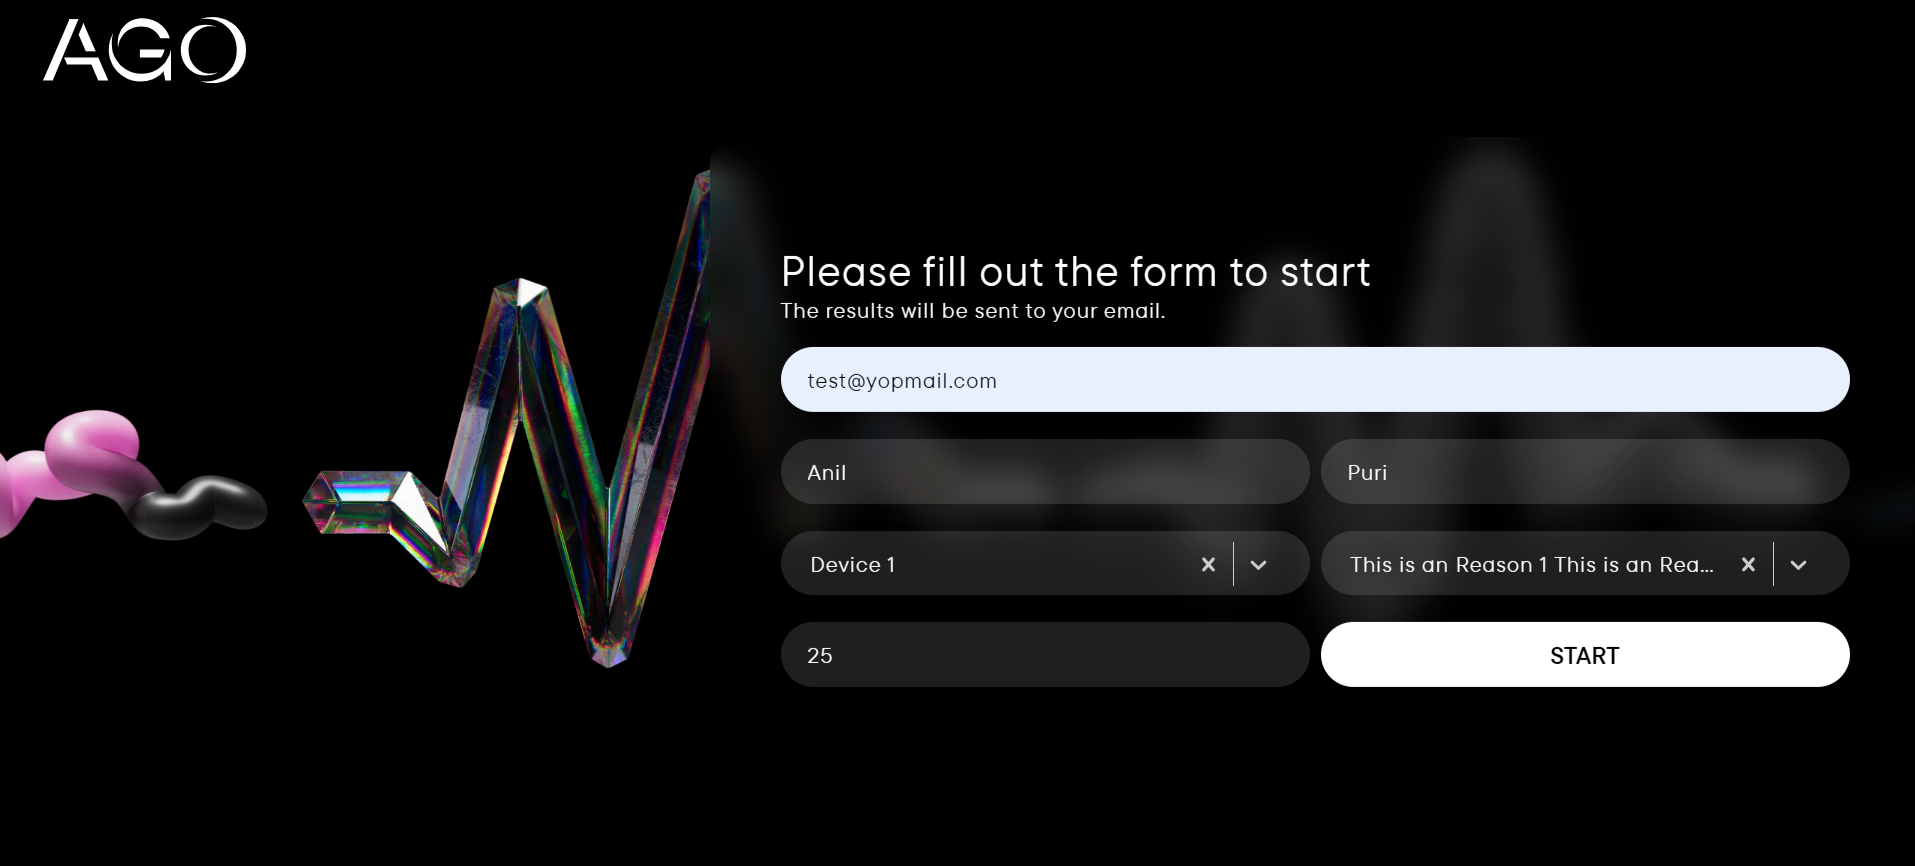 AGO
Please fill out the form to start
The results will be sent to your email.
test@yopmail.com
Anil
Puri
Device 1
This is an Reason 1 This is an Rea...
25
START